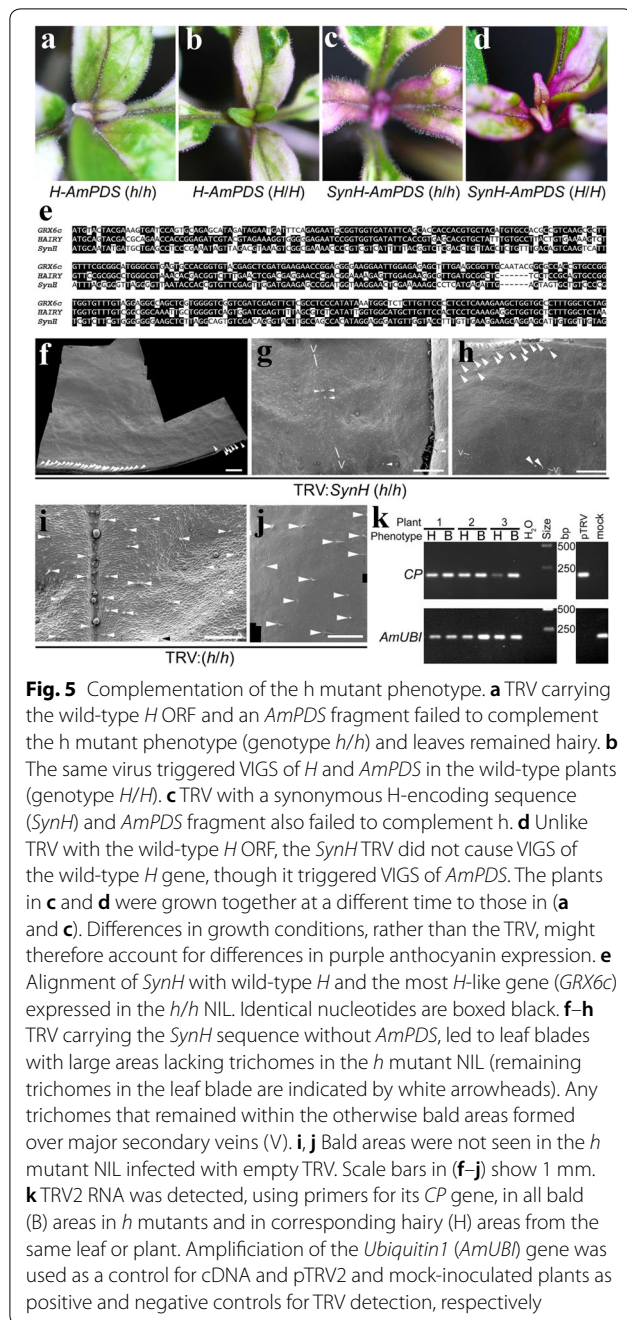 a
b
c
d
H-AmPDS (h/h)
H-AmPDS (H/H)
SynH-AmPDS (h/h)
SynH-AmPDS (H/H)
e
GRX6c
HAIRY
SynH
GRX6c
HAIRY
SynH
GRX6c
HAIRY
SynH
f
g
V
V
h
V
V
TRV:SynH (h/h)
i
j
TRV:(h/h)
k
Plant 1 2 3
Phenotype H B H B H B H₂O Size bp pTRV mock
CP
500
250
AmUBI
500
250
Fig. 5 Complementation of the h mutant phenotype. a TRV carrying
the wild-type H ORF and an AmPDS fragment failed to complement
the h mutant phenotype (genotype h/h) and leaves remained hairy. b
The same virus triggered VIGS of H and AmPDS in the wild-type plants
(genotype H/H). c TRV with a synonymous H-encoding sequence
(SynH) and AmPDS fragment also failed to complement h. d Unlike
TRV with the wild-type H ORF, the SynH TRV did not cause VIGS of
the wild-type H gene, though it triggered VIGS of AmPDS. The plants
in c and d were grown together at a different time to those in (a
and c). Differences in growth conditions, rather than the TRV, might
therefore account for differences in purple anthocyanin expression. e
Alignment of SynH with wild-type H and the most H-like gene (GRX6c)
expressed in the h/h NIL. Identical nucleotides are boxed black. f–h
TRV carrying the SynH sequence without AmPDS, led to leaf blades
with large areas lacking trichomes in the h mutant NIL (remaining
trichomes in the leaf blade are indicated by white arrowheads). Any
trichomes that remained within the otherwise bald areas formed
over major secondary veins (V). i, j Bald areas were not seen in the h
mutant NIL infected with empty TRV. Scale bars in (f–j) show 1 mm.
k TRV2 RNA was detected, using primers for its CP gene, in all bald
(B) areas in h mutants and in corresponding hairy (H) areas from the
same leaf or plant. Amplificiation of the Ubiquitin1 (AmUBI) gene was
used as a control for cDNA and pTRV2 and mock-inoculated plants as
positive and negative controls for TRV detection, respectively